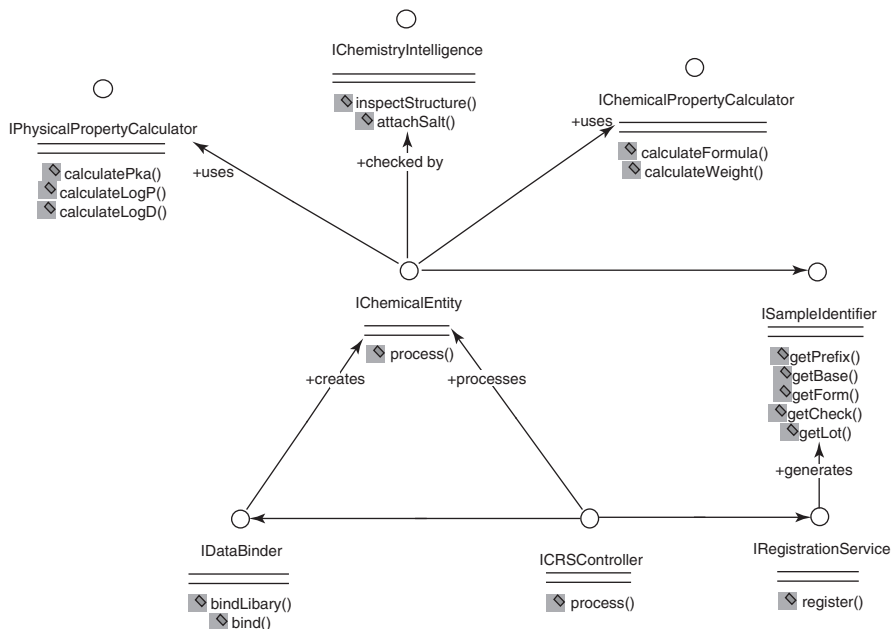 IChemistryIntelligence
inspectStructure()
attachSalt()
IPhysicalPropertyCalculator
calculatePka()
calculateLogP()
calculateLogD()
IChemicalPropertyCalculator
calculateFormula()
calculateWeight()
+uses
+checked by
+uses
IChemicalEntity
process()
ISampleIdentifier
getPrefix()
getBase()
getForm()
getCheck()
getLot()
+creates
+processes
+generates
IDataBinder
bindLibary()
bind()
ICRSController
process()
IRegistrationService
register()